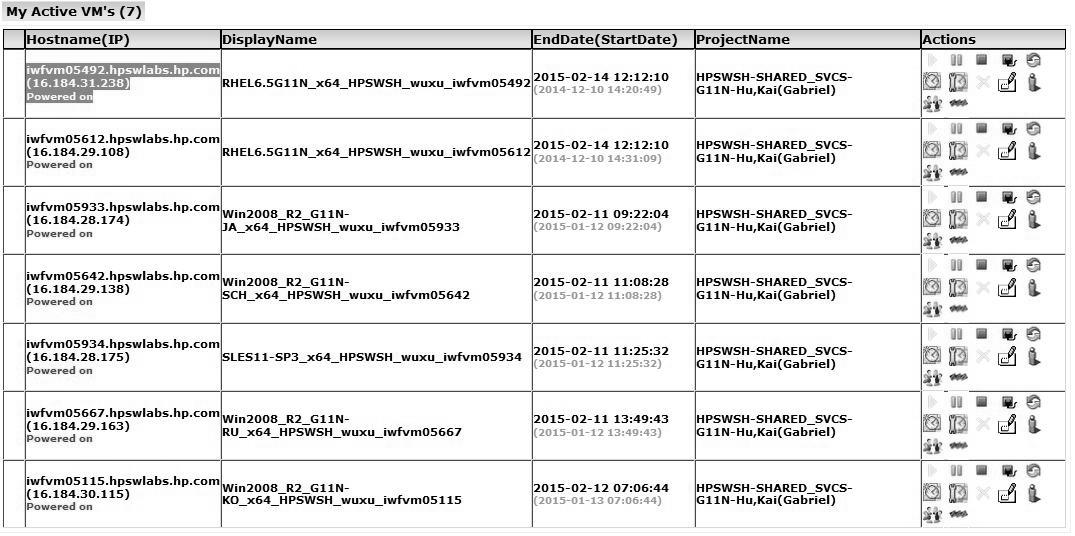 My Active VM's (7)
Hostname(IP) DisplayName EndDate(StartDate) ProjectName Actions
iwfvm05492.hpswlabs.hp.com
(16.184.31.238)
Powered on
RHEL6.5G11N_x64_HPSWSH_wuxu_iwfvm05492
2015-02-14 12:12:10
(2014-12-10 14:20:49)
HPSWSH-SHARED_SVCS-
G11N-Hu,Kai(Gabriel)
iwfvm05612.hpswlabs.hp.com
(16.184.29.108)
Powered on
RHEL6.5G11N_x64_HPSWSH_wuxu_iwfvm05612
2015-02-14 12:12:10
(2014-12-10 14:31:09)
HPSWSH-SHARED_SVCS-
G11N-Hu,Kai(Gabriel)
iwfvm05933.hpswlabs.hp.com
(16.184.28.174)
Powered on
Win2008_R2_G11N-
JA_x64_HPSWSH_wuxu_iwfvm05933
2015-02-11 09:22:04
(2015-01-12 09:22:04)
HPSWSH-SHARED_SVCS-
G11N-Hu,Kai(Gabriel)
iwfvm05642.hpswlabs.hp.com
(16.184.29.138)
Powered on
Win2008_R2_G11N-
SCH_x64_HPSWSH_wuxu_iwfvm05642
2015-02-11 11:08:28
(2015-01-12 11:08:28)
HPSWSH-SHARED_SVCS-
G11N-Hu,Kai(Gabriel)
iwfvm05934.hpswlabs.hp.com
(16.184.28.175)
Powered on
SLES11-SP3_x64_HPSWSH_wuxu_iwfvm05934
2015-02-11 11:25:32
(2015-01-12 11:25:32)
HPSWSH-SHARED_SVCS-
G11N-Hu,Kai(Gabriel)
iwfvm05667.hpswlabs.hp.com
(16.184.29.163)
Powered on
Win2008_R2_G11N-
RU_x64_HPSWSH_wuxu_iwfvm05667
2015-02-11 13:49:43
(2015-01-12 13:49:43)
HPSWSH-SHARED_SVCS-
G11N-Hu,Kai(Gabriel)
iwfvm05115.hpswlabs.hp.com
(16.184.30.115)
Powered on
Win2008_R2_G11N-
KO_x64_HPSWSH_wuxu_iwfvm05115
2015-02-12 07:06:44
(2015-01-13 07:06:44)
HPSWSH-SHARED_SVCS-
G11N-Hu,Kai(Gabriel)